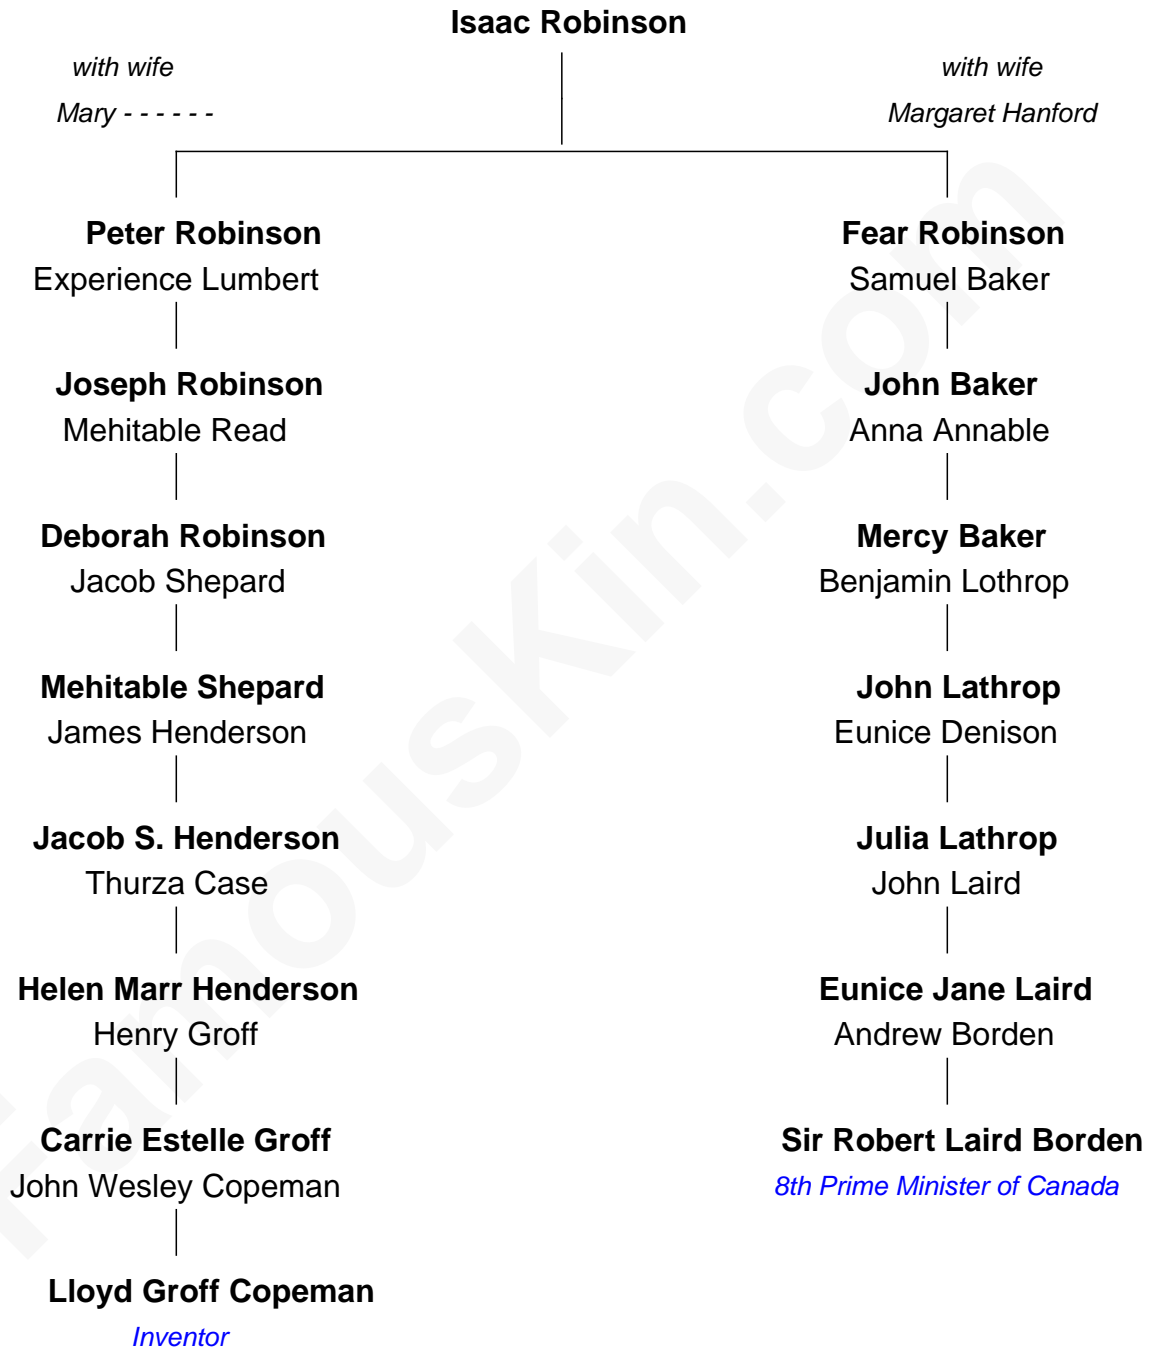 Isaac Robinson
with wife
Mary - - - - - -
with wife
Margaret Hanford
Peter Robinson
Experience Lumbert
Fear Robinson
Samuel Baker
Joseph Robinson
Mehitable Read
John Baker
Anna Annable
Deborah Robinson
Jacob Shepard
Mercy Baker
Benjamin Lothrop
Mehitable Shepard
James Henderson
John Lathrop
Eunice Denison
Jacob S. Henderson
Thurza Case
Julia Lathrop
John Laird
Helen Marr Henderson
Henry Groff
Eunice Jane Laird
Andrew Borden
Carrie Estelle Groff
John Wesley Copeman
Sir Robert Laird Borden
8th Prime Minister of Canada
Lloyd Groff Copeman
Inventor
FamousKin.com